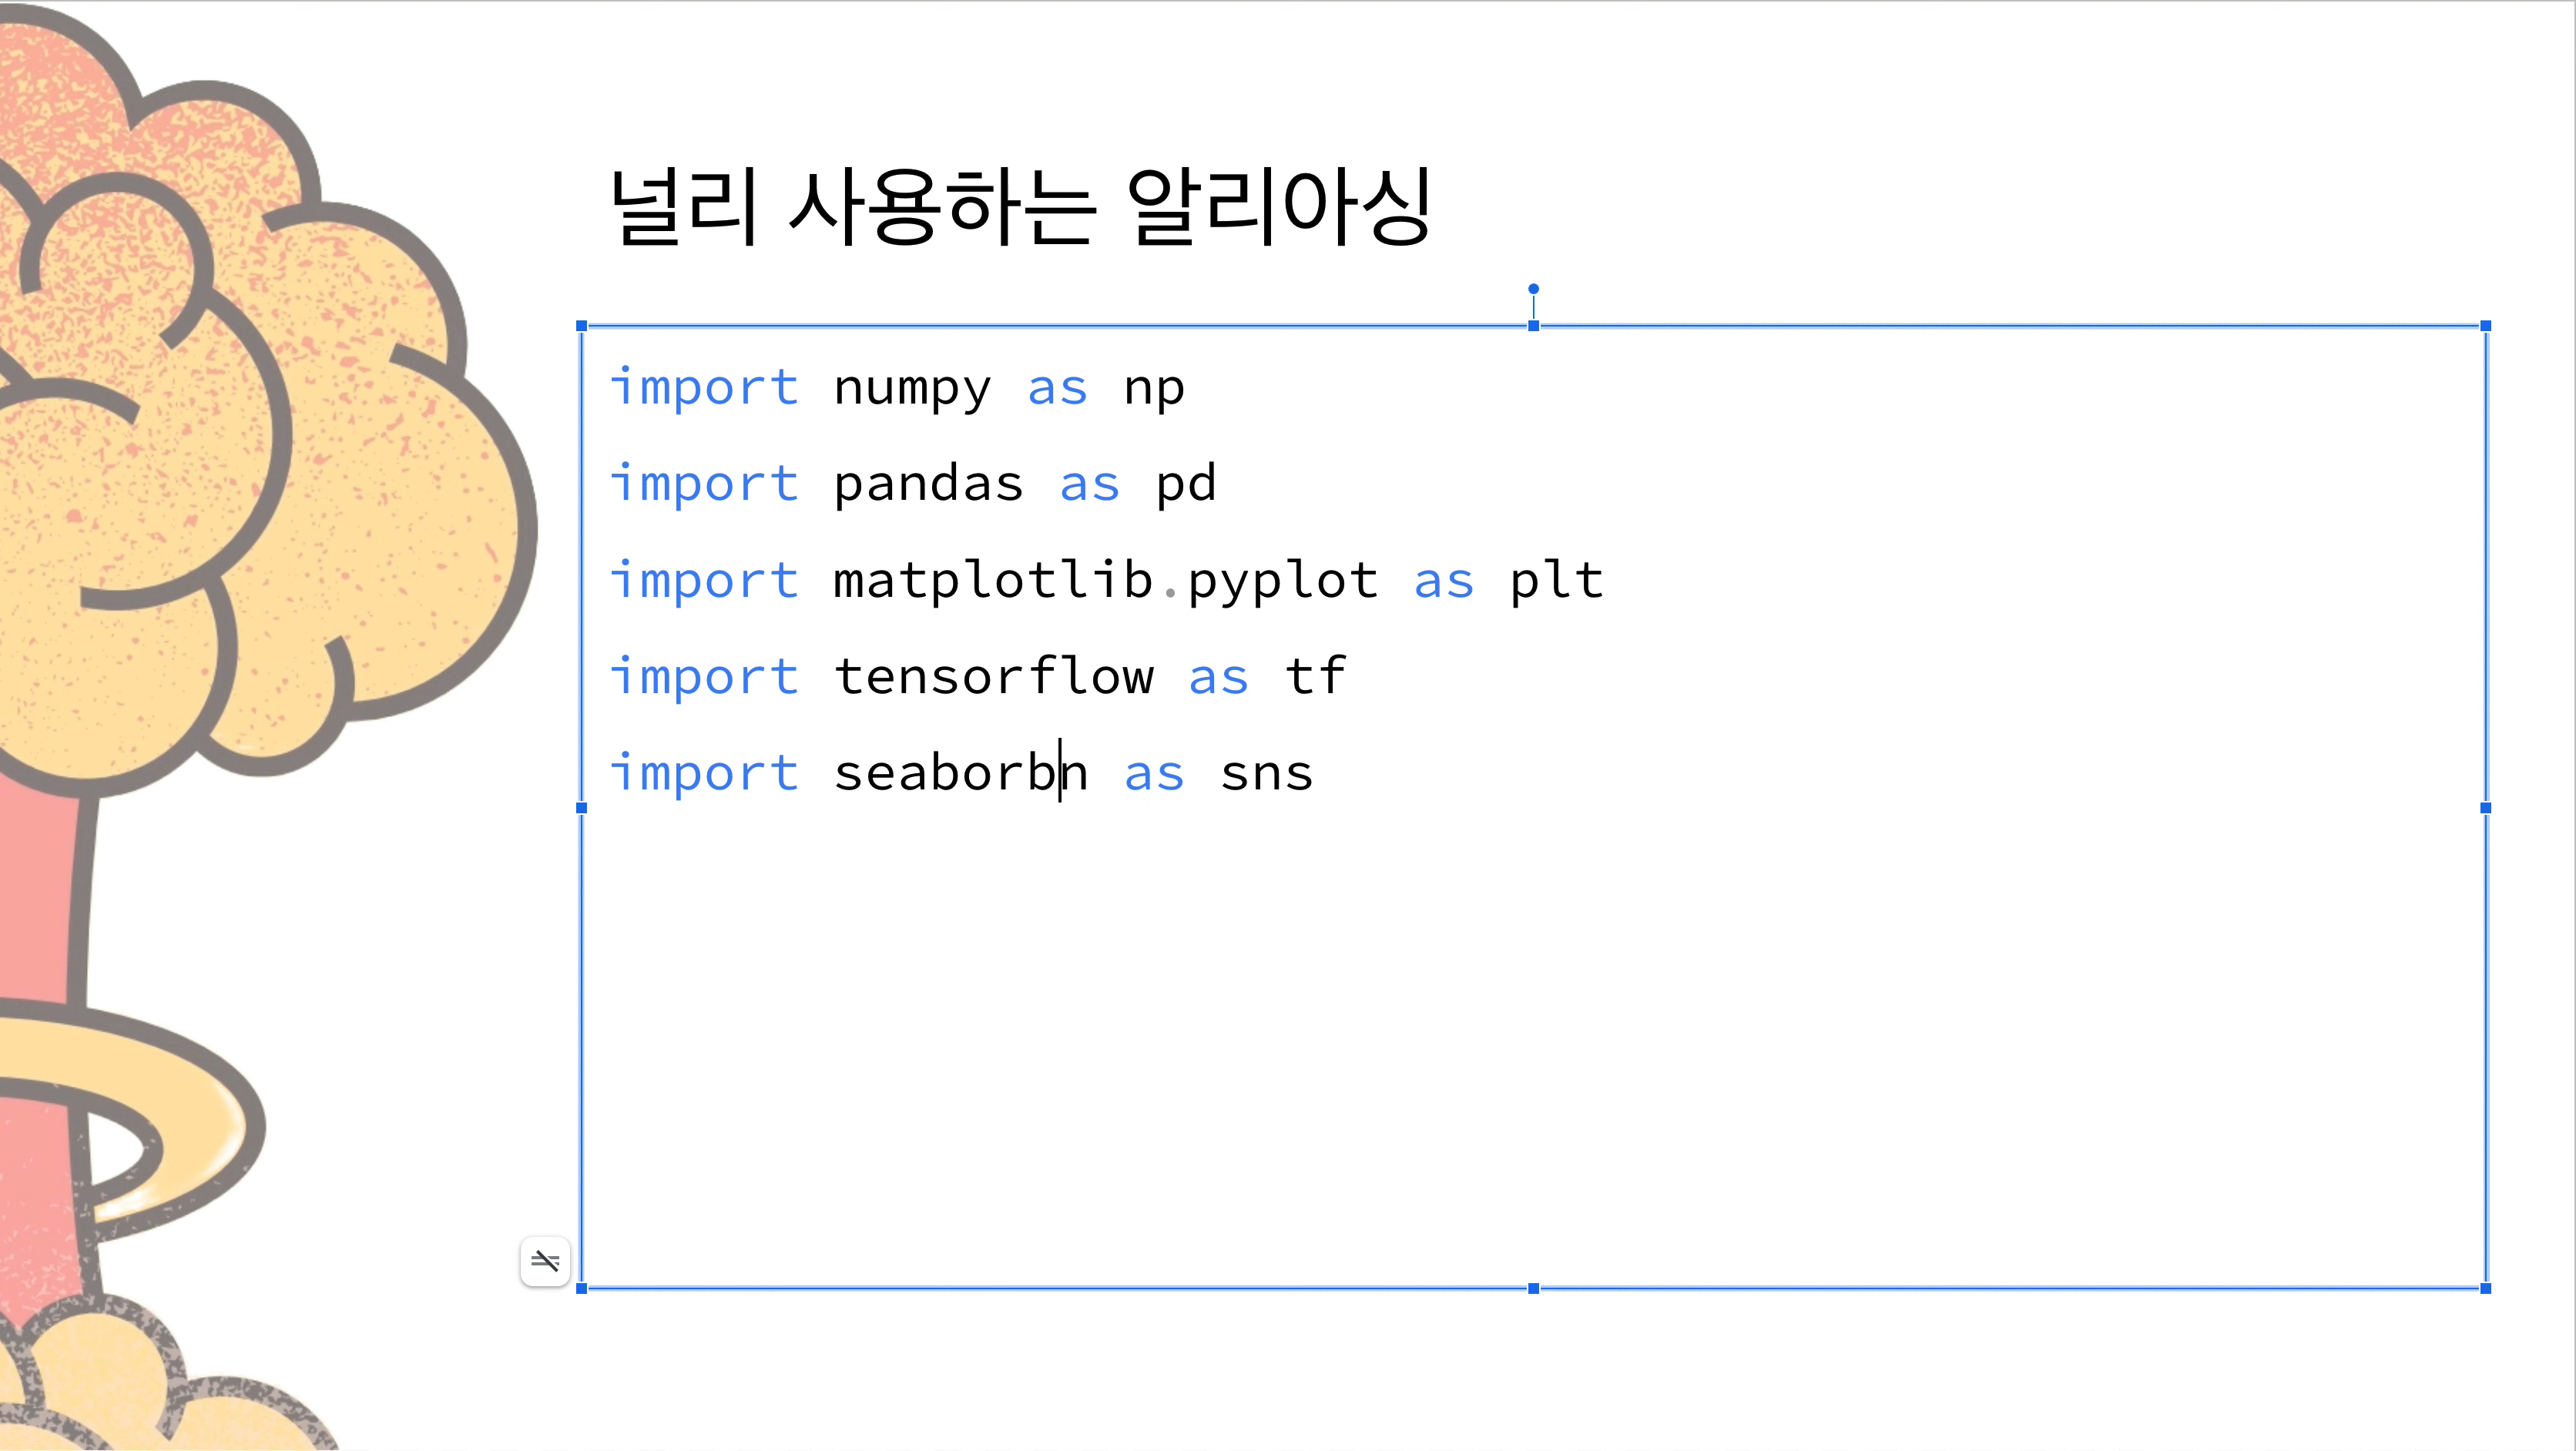 널리 사용하는 알리아싱
import numpy as np
import pandas as pd
import matplotlib.pyplot as plt
import tensorflow as tf
import seaborbn as sns